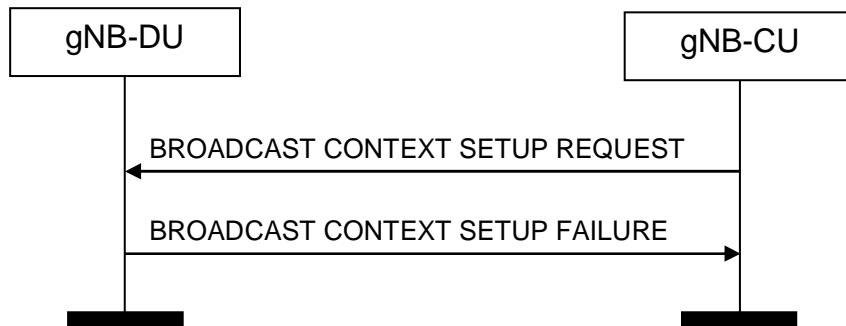 gNB-DU
gNB-CU
BROADCAST CONTEXT SETUP REQUEST
BROADCAST CONTEXT SETUP FAILURE